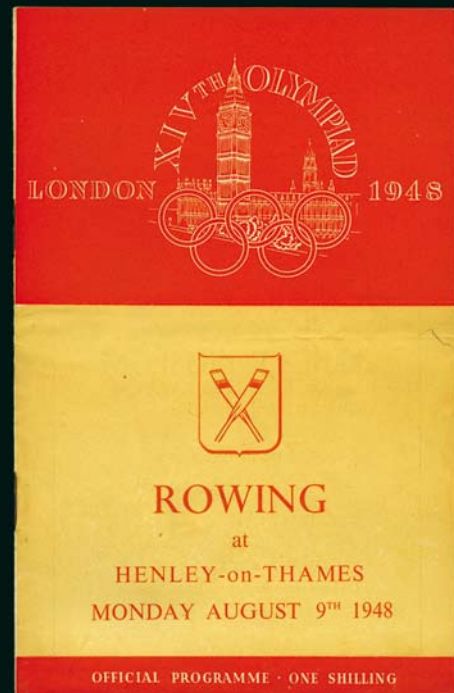 XIVTH OLYMPIAD
LONDON 1948
ROWING
at
HENLEY-on-THAMES
MONDAY AUGUST 9TH 1948
OFFICIAL PROGRAMME · ONE SHILLING